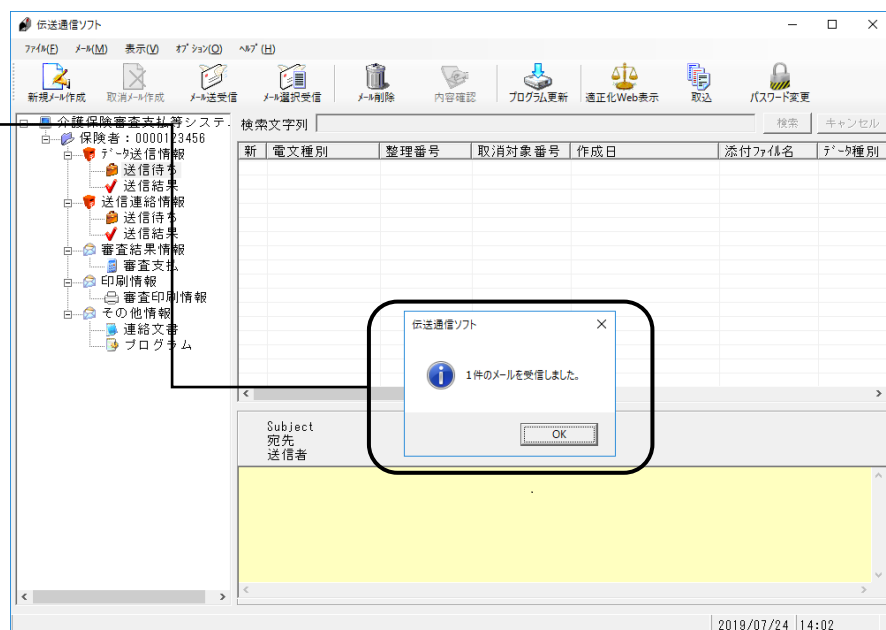 伝送通信ソフト
ﾌｧｲﾙ(F) ﾒｰﾙ(M) 表示(V) ｵﾌﾟｼｮﾝ(O) ﾍﾙﾌﾟ(H)
新規ﾒｰﾙ作成 取消ﾒｰﾙ作成 ﾒｰﾙ送受信 ﾒｰﾙ選択受信 ﾒｰﾙ削除 内容確認 ﾌﾟﾛｸﾞﾗﾑ更新 適正化Web表示 取込 ﾊﾟｽﾜｰﾄﾞ変更
介護保険審査支払等システ
保険者：0000123456
ﾃﾞｰﾀ送信情報
送信待ち
送信結果
送信連絡情報
送信待ち
送信結果
審査結果情報
審査支払
印刷情報
審査印刷情報
その他情報
連絡文書
プログラム
検索文字列 検索 キャンセル
新 電文種別 整理番号 取消対象番号 作成日 添付ﾌｧｲﾙ名 ﾃﾞｰﾀ種別
伝送通信ソフト
1件のメールを受信しました。
OK
Subject
宛先
送信者
2019/07/24 14:02